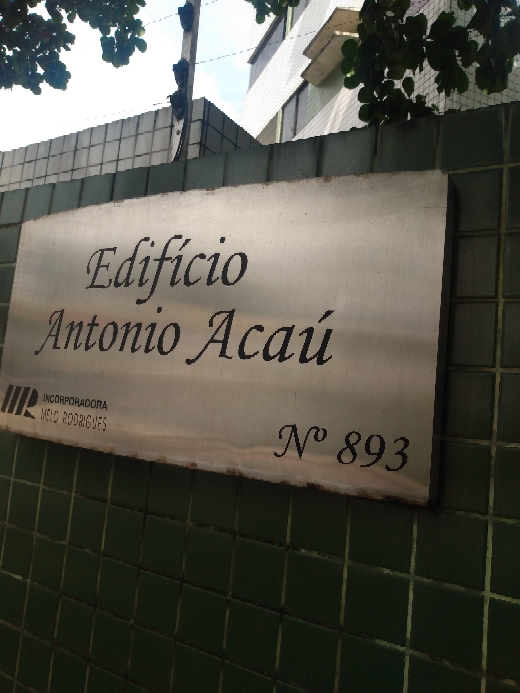 Edifício
Antonio Acaú
INCORPORADORA
MELO RODRIGUES
Nº 893